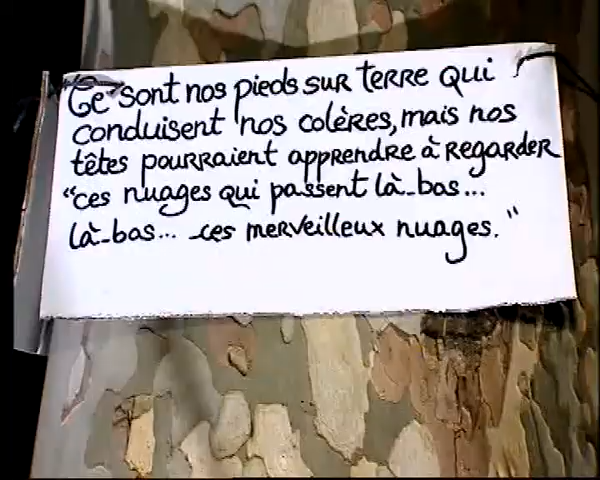 Ce sont nos pieds sur terre qui
conduisent nos colères, mais nos
têtes pourraient apprendre à regarder
"ces nuages qui passent là-bas...
là-bas... ces merveilleux nuages."